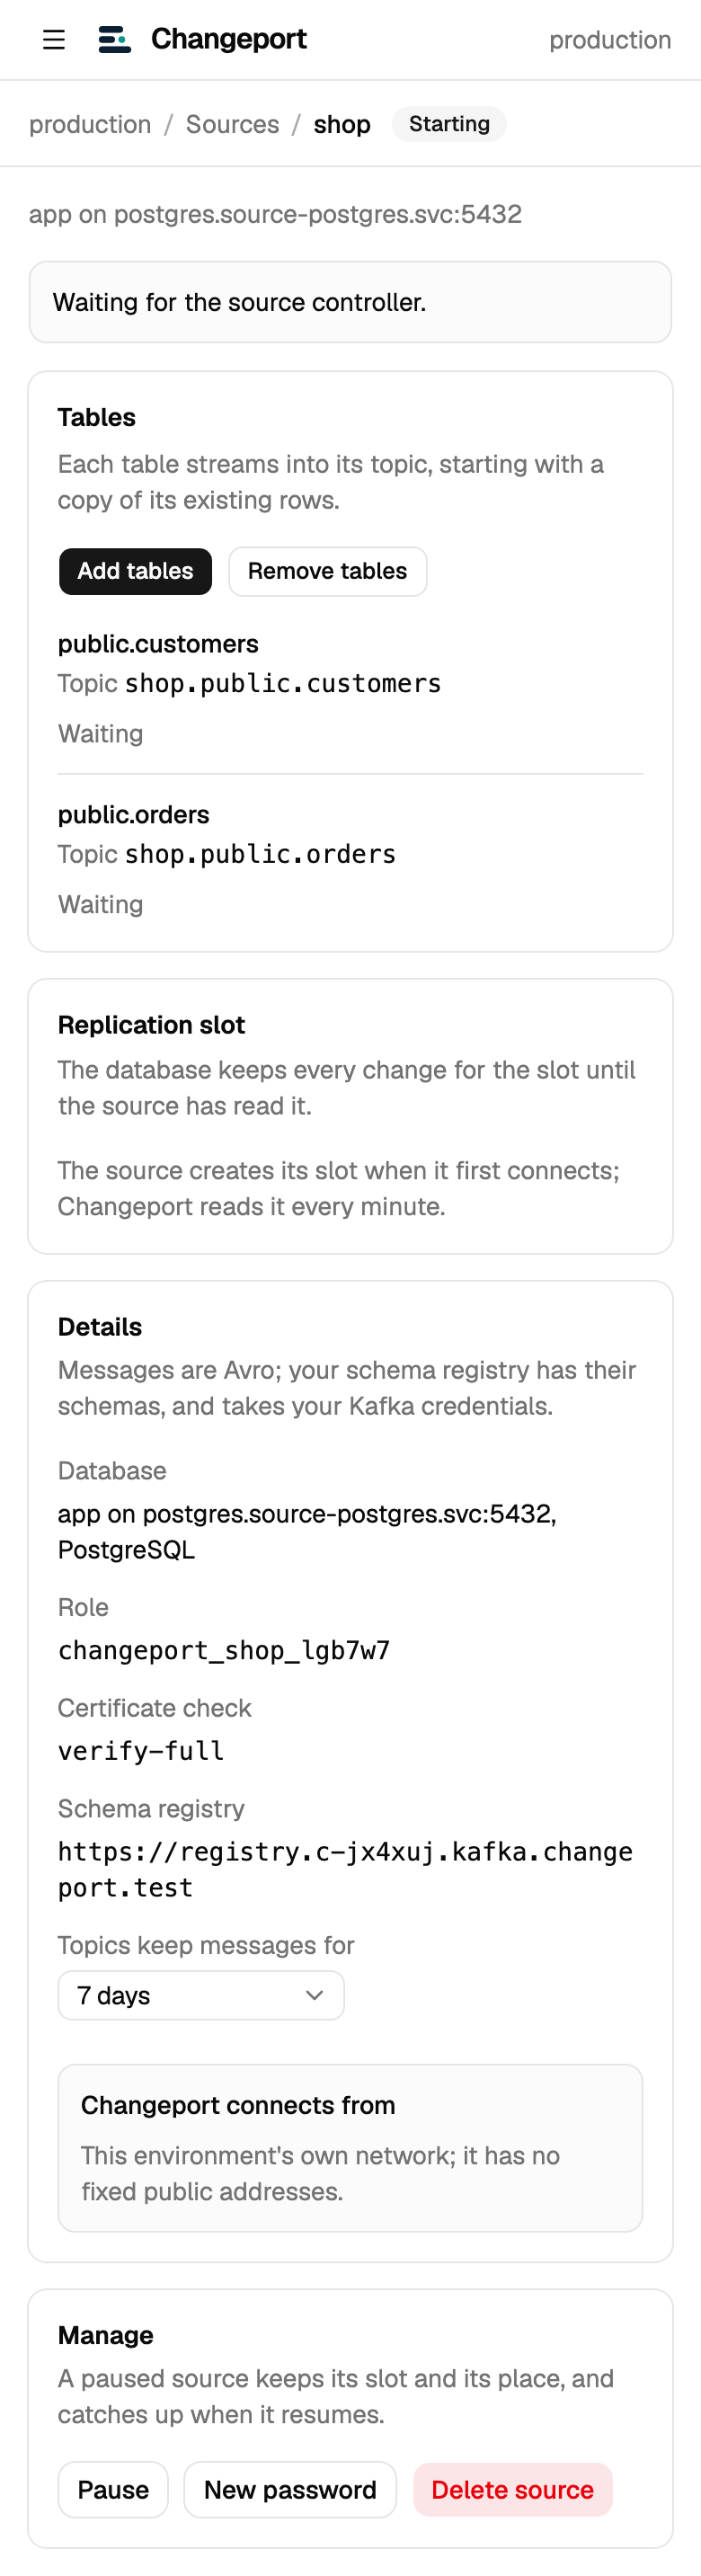 Changeport
production
production / Sources / shop Starting
app on postgres.source-postgres.svc:5432
Waiting for the source controller.
Tables
Each table streams into its topic, starting with a
copy of its existing rows.
Add tables Remove tables
public.customers
Topic shop.public.customers
Waiting
public.orders
Topic shop.public.orders
Waiting
Replication slot
The database keeps every change for the slot until
the source has read it.
The source creates its slot when it first connects;
Changeport reads it every minute.
Details
Messages are Avro; your schema registry has their
schemas, and takes your Kafka credentials.
Database
app on postgres.source-postgres.svc:5432,
PostgreSQL
Role
changeport_shop_lgb7w7
Certificate check
verify-full
Schema registry
https://registry.c-jx4xuj.kafka.change
port.test
Topics keep messages for
7 days
Changeport connects from
This environment's own network; it has no
fixed public addresses.
Manage
A paused source keeps its slot and its place, and
catches up when it resumes.
Pause New password Delete source